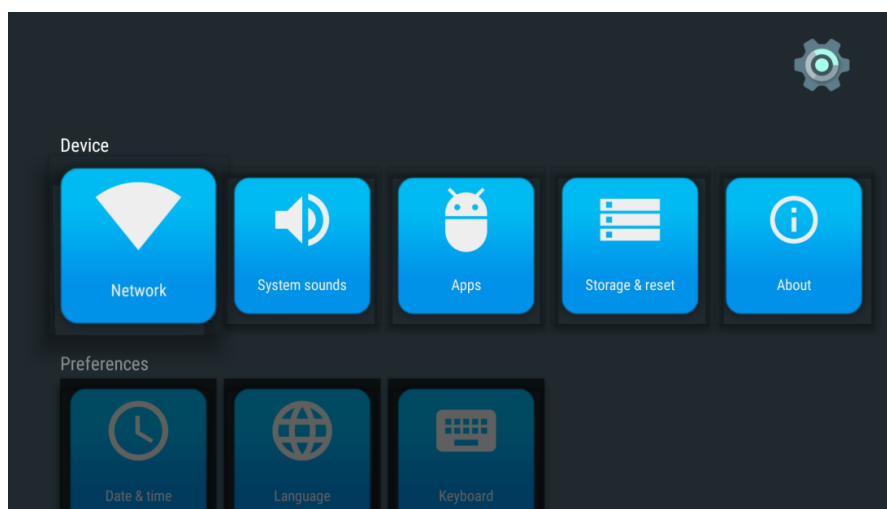 Device
Network
System sounds
Apps
Storage & reset
About
Preferences
Date & time
Language
Keyboard